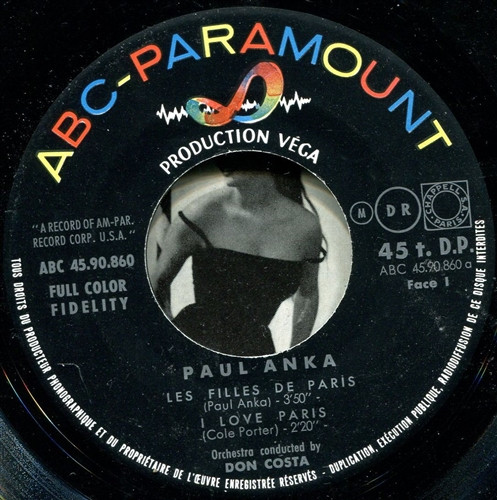 ABC-PARAMOUNT
PRODUCTION VÉGA
"A RECORD OF AM-PAR.
RECORD CORP. U.S.A."
ABC 45.90.860
FULL COLOR
FIDELITY
M
DR
CHAPPELL S.A.
PARIS
45 t. D.P.
ABC 45.90.860 a
Face 1
PAUL ANKA
LES FILLES DE PARIS
(Paul Anka) - 3'50" -
I LOVE PARIS
(Cole Porter) - 2'20" -
Orchestra conducted by
DON COSTA
TOUS DROITS DU PRODUCTEUR PHONOGRAPHIQUE ET DU PROPRIÉTAIRE DE L'ŒUVRE ENREGISTRÉE RÉSERVÉS - DUPLICATION, EXÉCUTION PUBLIQUE, RADIODIFFUSION DE CE DISQUE INTERDITES